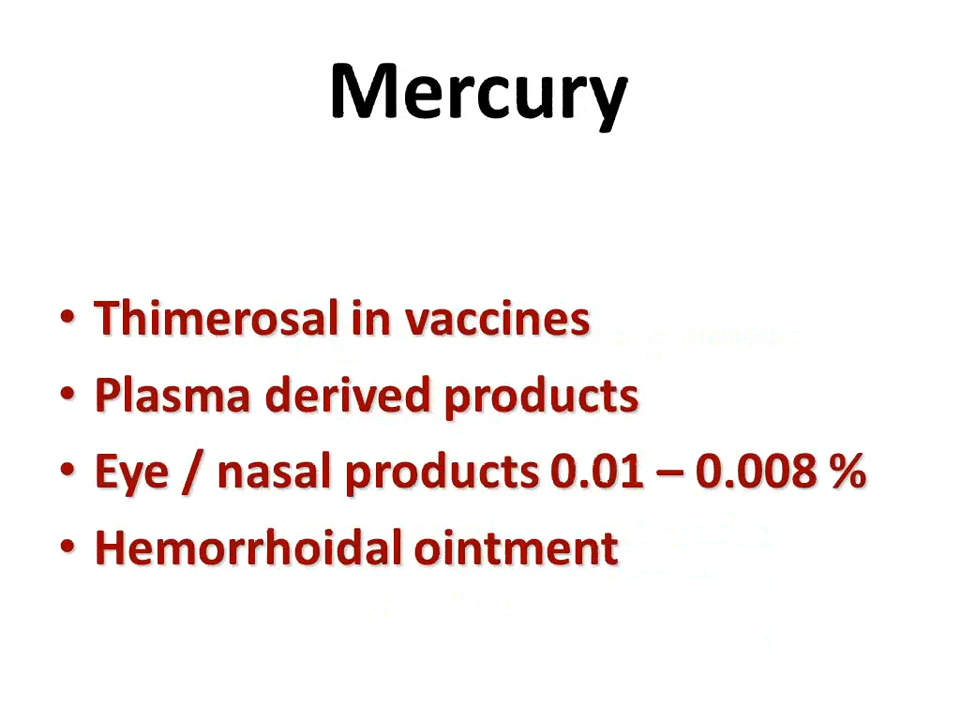 Mercury
• Thimerosal in vaccines
• Plasma derived products
• Eye / nasal products 0.01 – 0.008 %
• Hemorrhoidal ointment